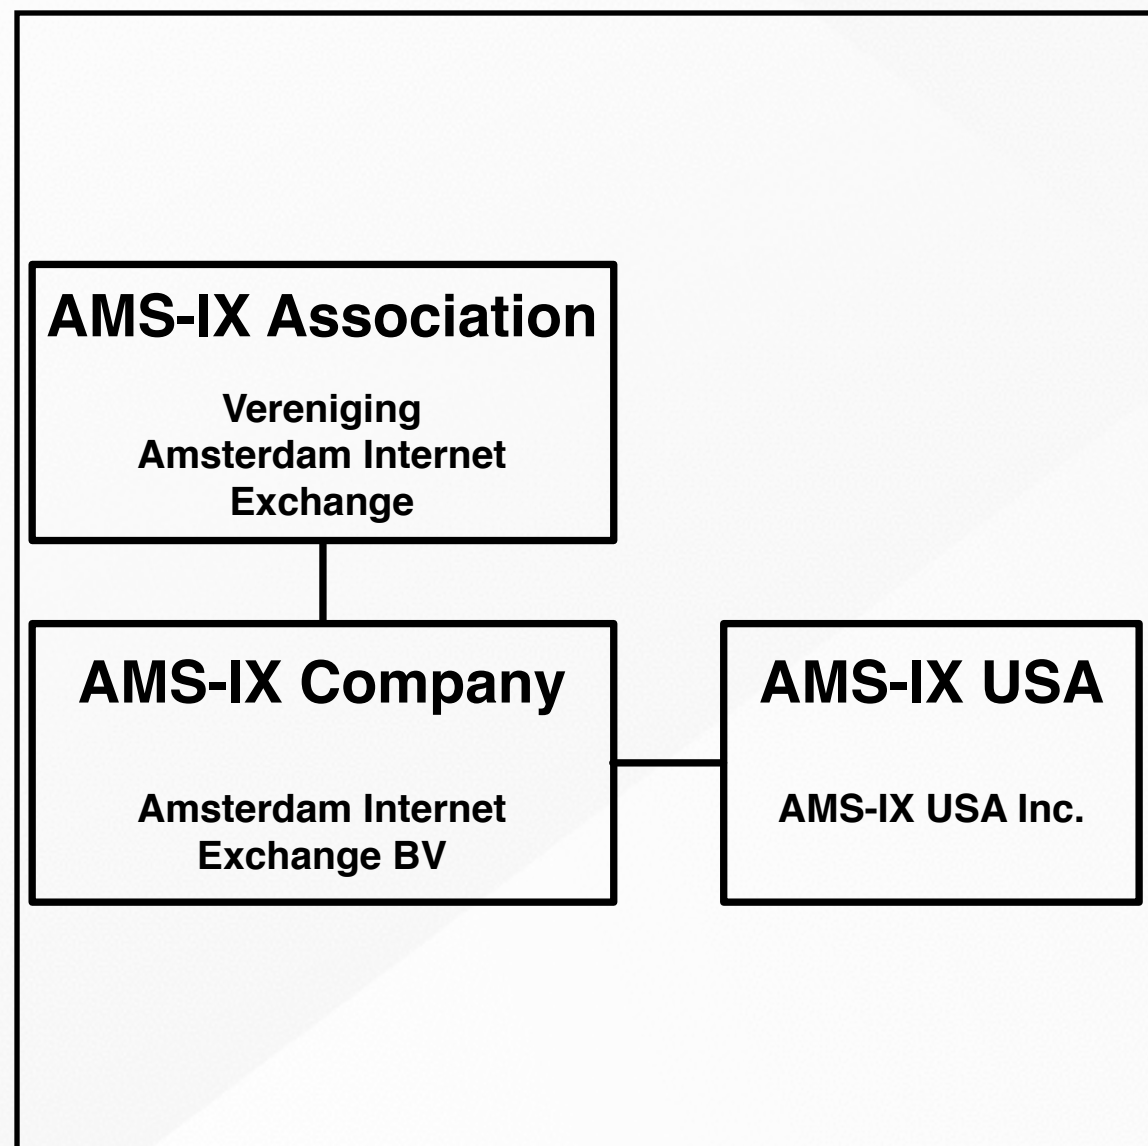 AMS-IX Association
Vereniging
Amsterdam Internet
Exchange
AMS-IX Company
Amsterdam Internet
Exchange BV
AMS-IX USA
AMS-IX USA Inc.